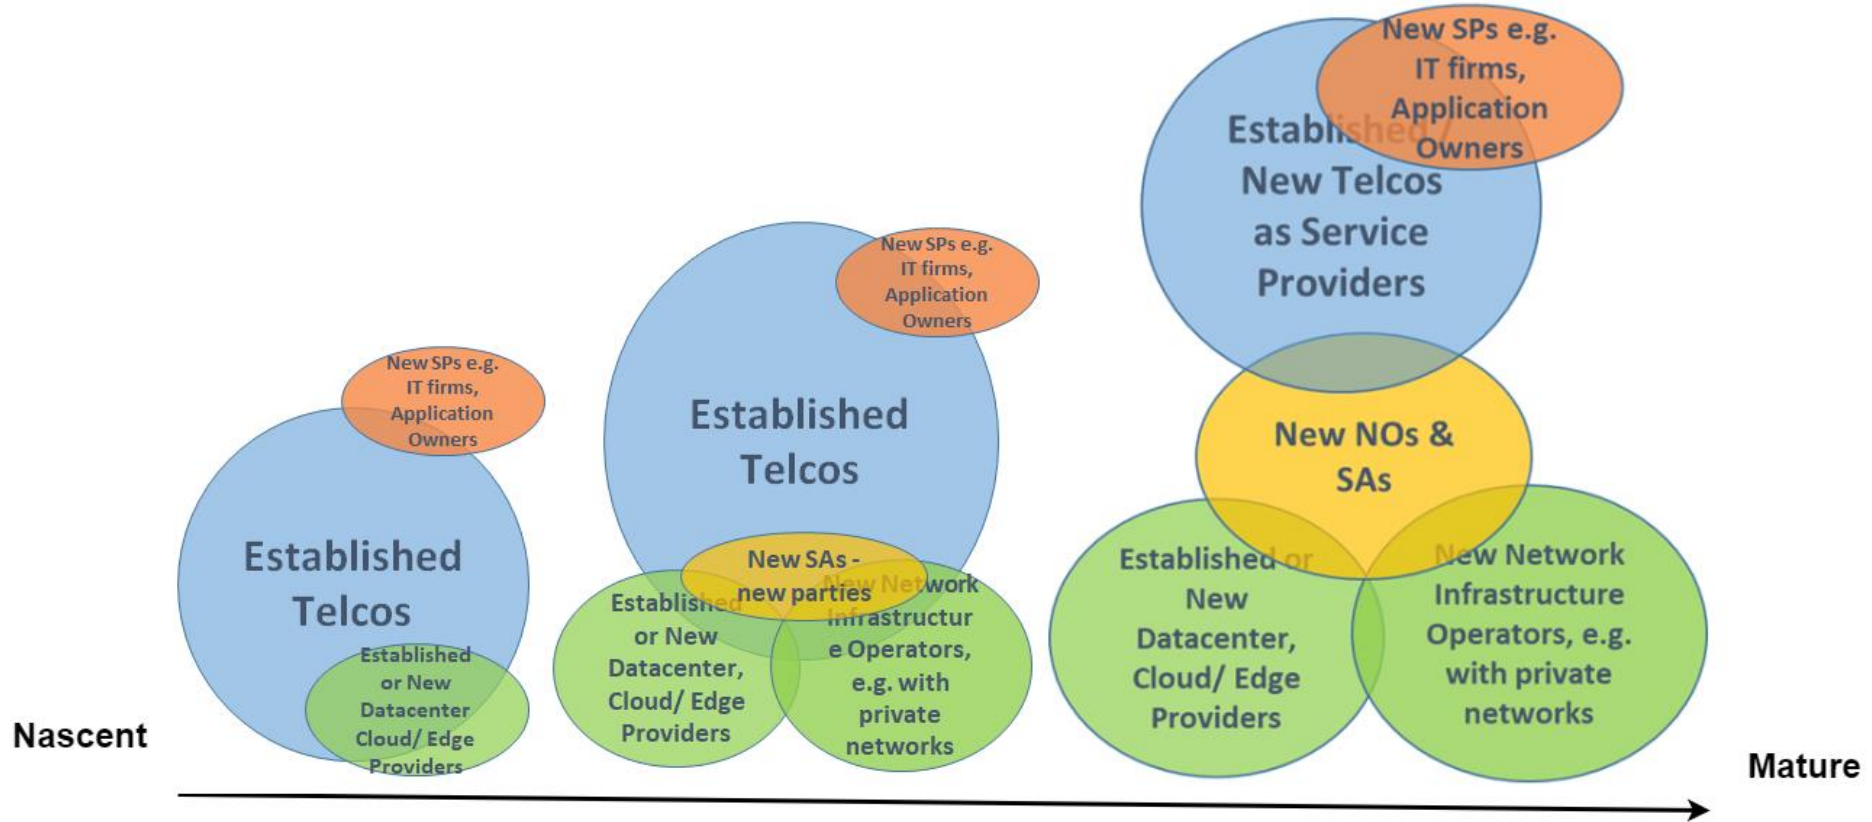 New SPs e.g.
IT firms,
Application
Owners
Established
Telcos
Established
or New
Datacenter
Cloud/ Edge
Providers
New SPs e.g.
IT firms,
Application
Owners
Established
Telcos
New SAs -
new parties
Established
or New
Datacenter,
Cloud/ Edge
Providers
New Network
Infrastructur
e Operators,
e.g. with
private
networks
New SPs e.g.
IT firms,
Application
Owners
Established /
New Telcos
as Service
Providers
New NOs &
SAs
Established or
New
Datacenter,
Cloud/ Edge
Providers
New Network
Infrastructure
Operators, e.g.
with private
networks
Nascent
Mature